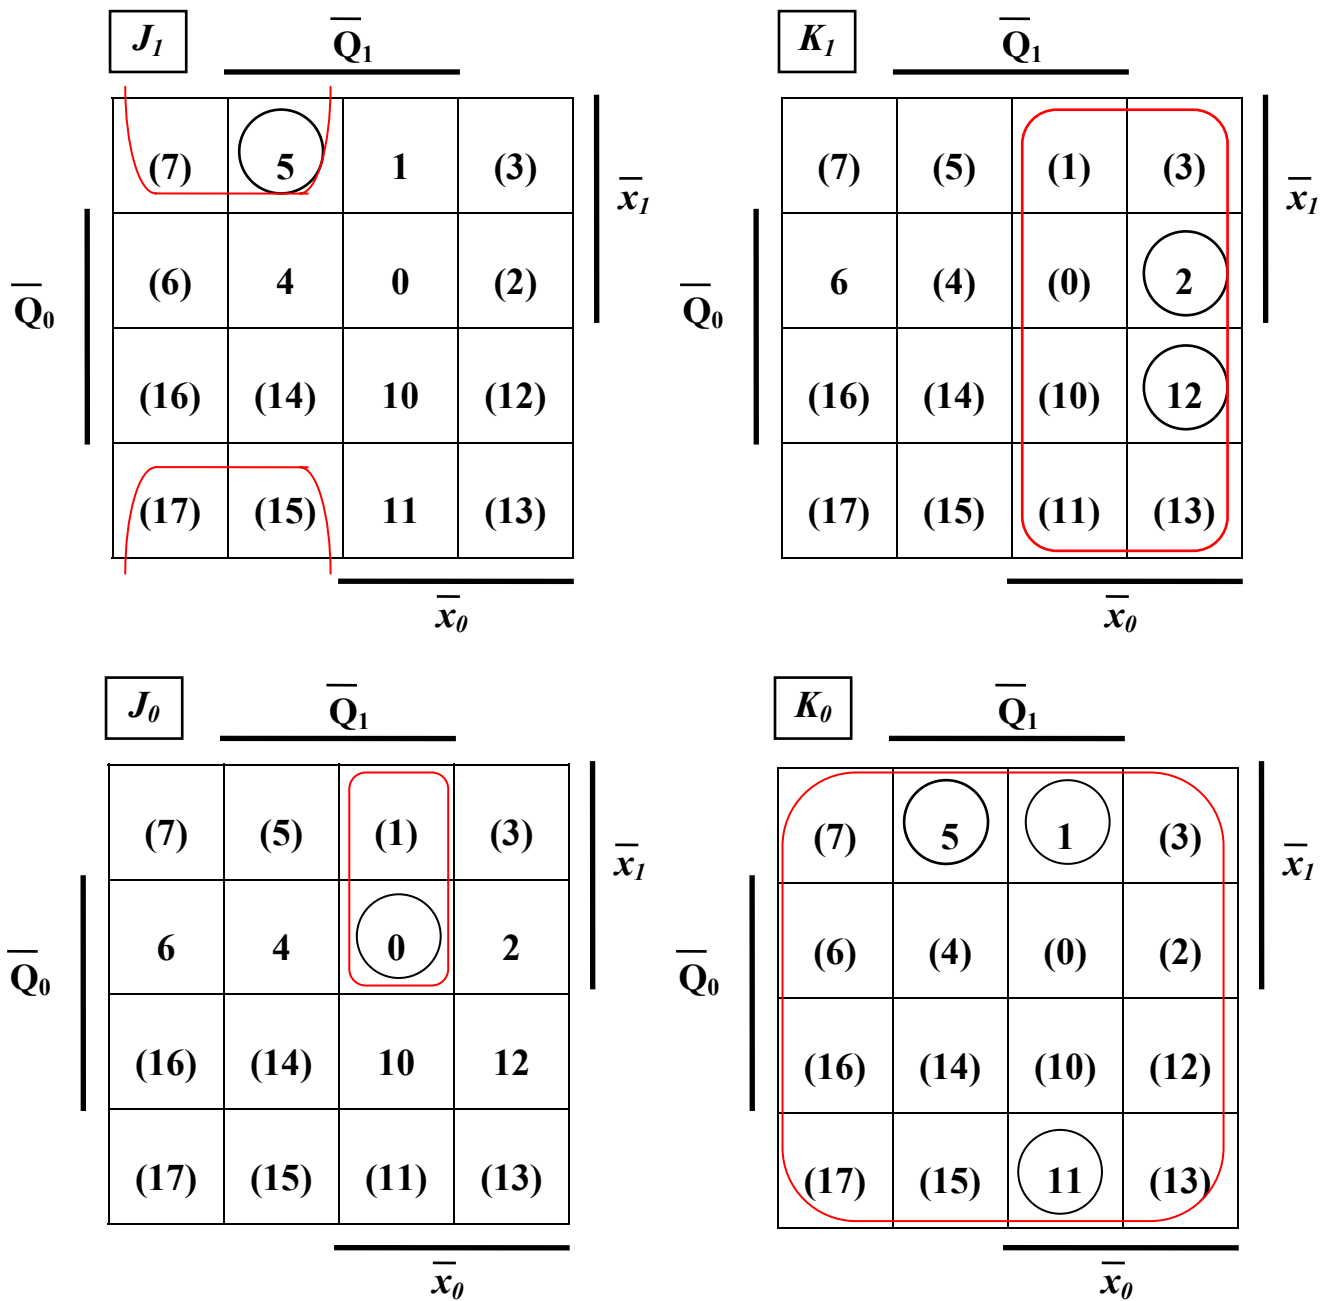 J₁ Q̅₁ K₁ Q̅₁
(7) 5 1 (3) x̅₁ (7) (5) (1) (3) x̅₁
Q̅₀ (6) 4 0 (2) Q̅₀ 6 (4) (0) 2
(16) (14) 10 (12) (16) (14) (10) 12
(17) (15) 11 (13) (17) (15) (11) (13)
x̅₀ x̅₀
J₀ Q̅₁ K₀ Q̅₁
(7) (5) (1) (3) x̅₁ (7) 5 1 (3) x̅₁
Q̅₀ 6 4 0 2 Q̅₀ (6) (4) (0) (2)
(16) (14) 10 12 (16) (14) (10) (12)
(17) (15) (11) (13) (17) (15) 11 (13)
x̅₀ x̅₀